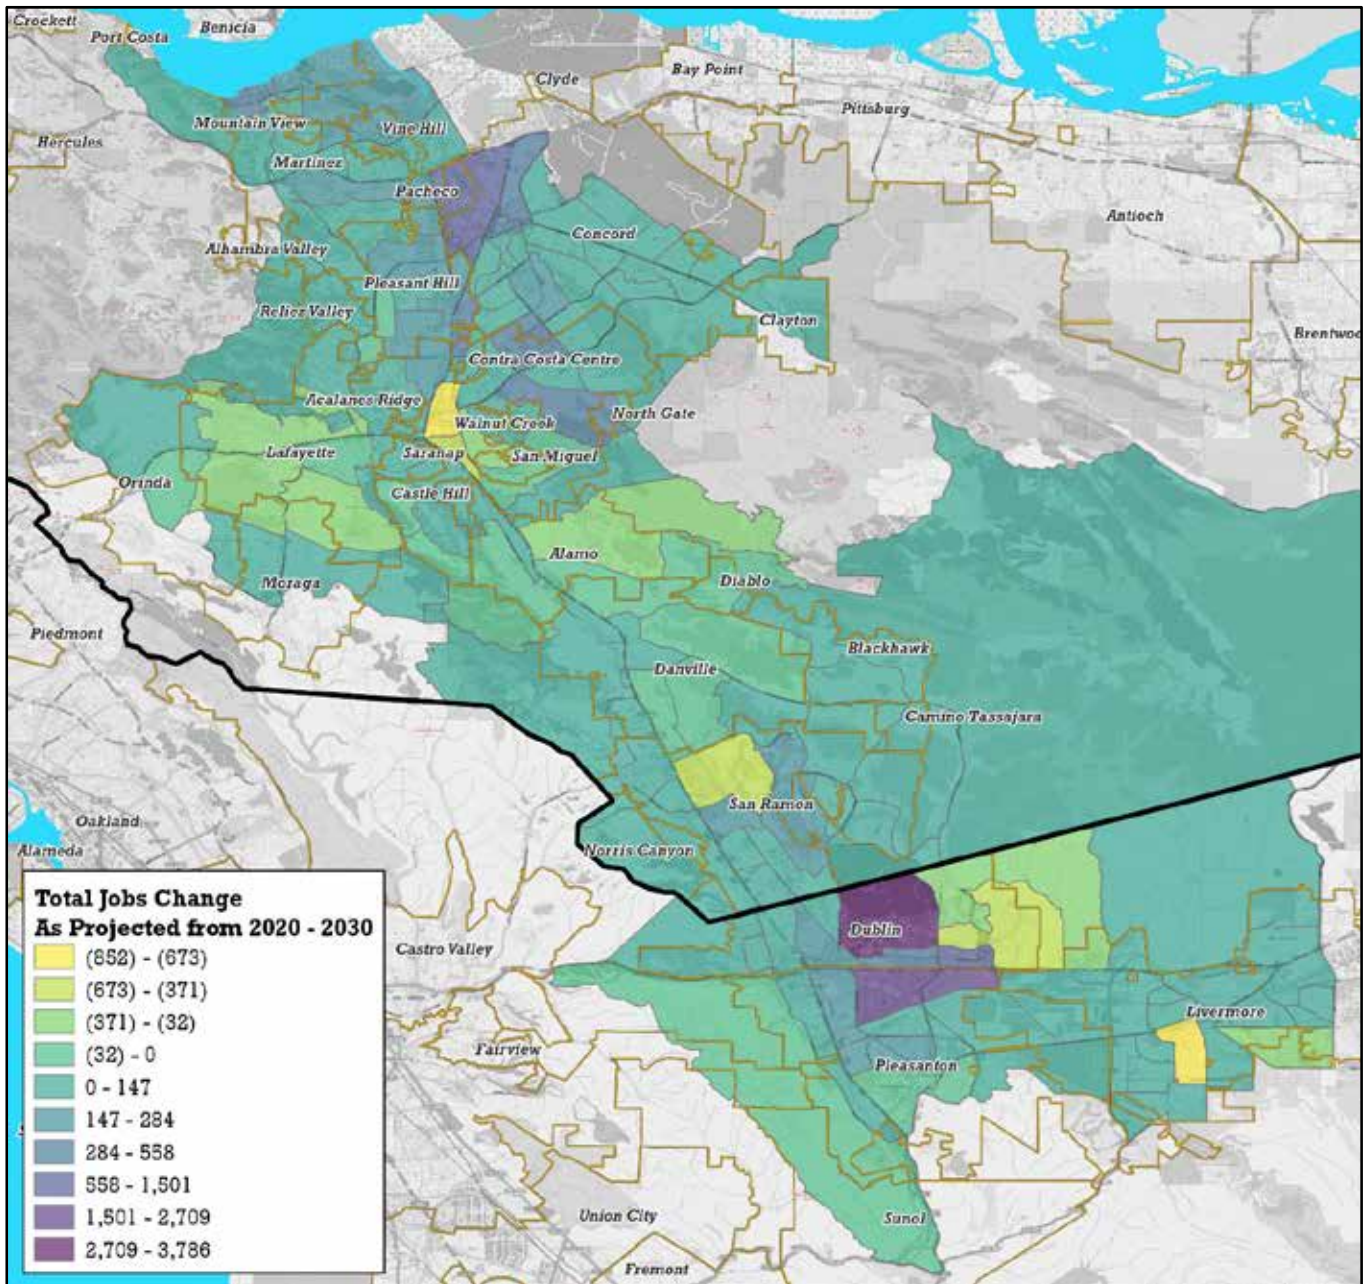 Crockett
Port Costa
Benicia
Clyde
Bay Point
Pittsburg
Mountain View
Vine Hill
Hercules
Martinez
Pacheco
Antioch
Concord
Alhambra Valley
Pleasant Hill
Reliez Valley
Clayton
Brentwoo
Contra Costa Centre
Acalanes Ridge
North Gate
Walnut Creek
Lafayette
Saranap
San Miguel
Orinda
Castle Hill
Alamo
Diablo
Moraga
Piedmont
Blackhawk
Danville
Camino Tassajara
San Ramon
Oakland
Alameda
Norris Canyon
Dublin
Castro Valley
Livermore
Fairview
Pleasanton
Union City
Sunol
Fremont
Total Jobs Change
As Projected from 2020 - 2030
(852) - (673)
(673) - (371)
(371) - (32)
(32) - 0
0 - 147
147 - 284
284 - 558
558 - 1,501
1,501 - 2,709
2,709 - 3,786